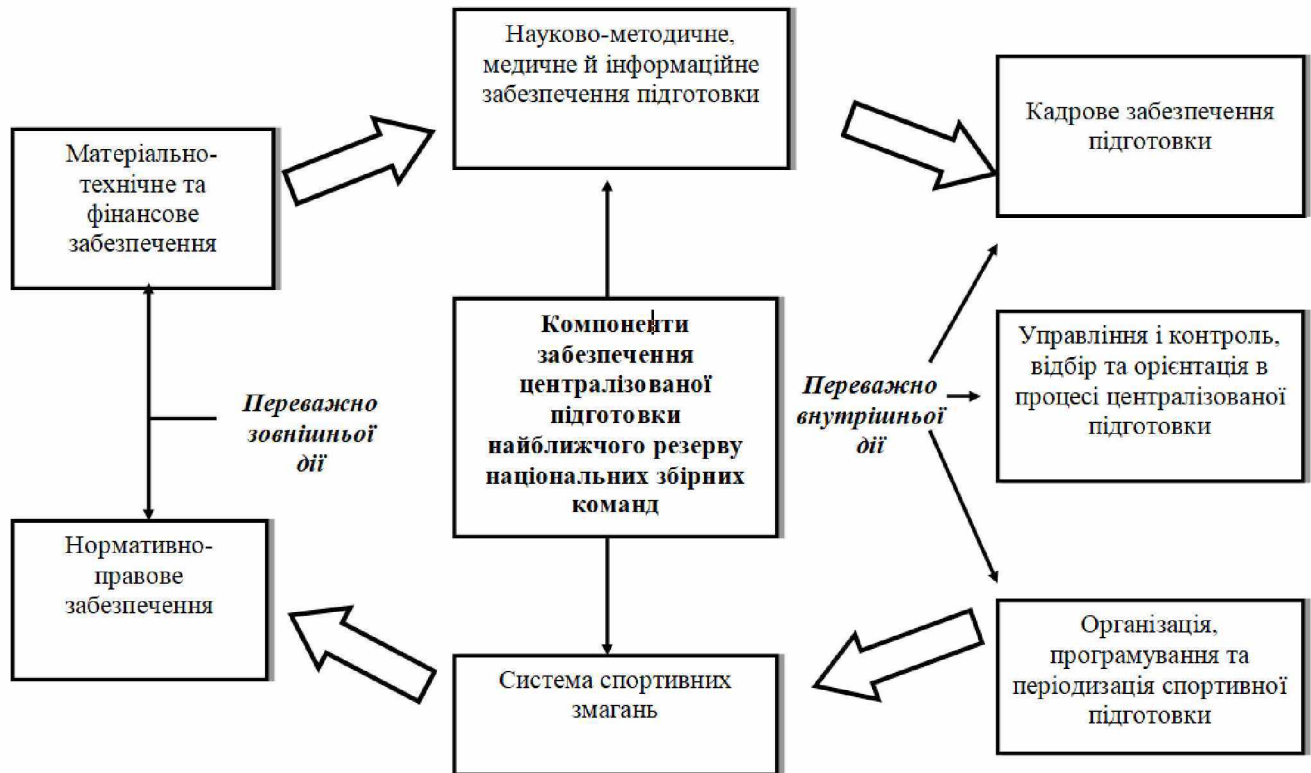 Науково-методичне,
медичне й інформаційне
забезпечення підготовки
Кадрове забезпечення
підготовки
Матеріально-
технічне та
фінансове
забезпечення
Компоненти
забезпечення
централізованої
підготовки
найближчого резерву
національних збірних
команд
Переважно
зовнішньої
дії
Переважно
внутрішньої
дії
Управління і контроль,
відбір та орієнтація в
процесі централізованої
підготовки
Нормативно-
правове
забезпечення
Система спортивних
змагань
Організація,
програмування та
періодизація спортивної
підготовки